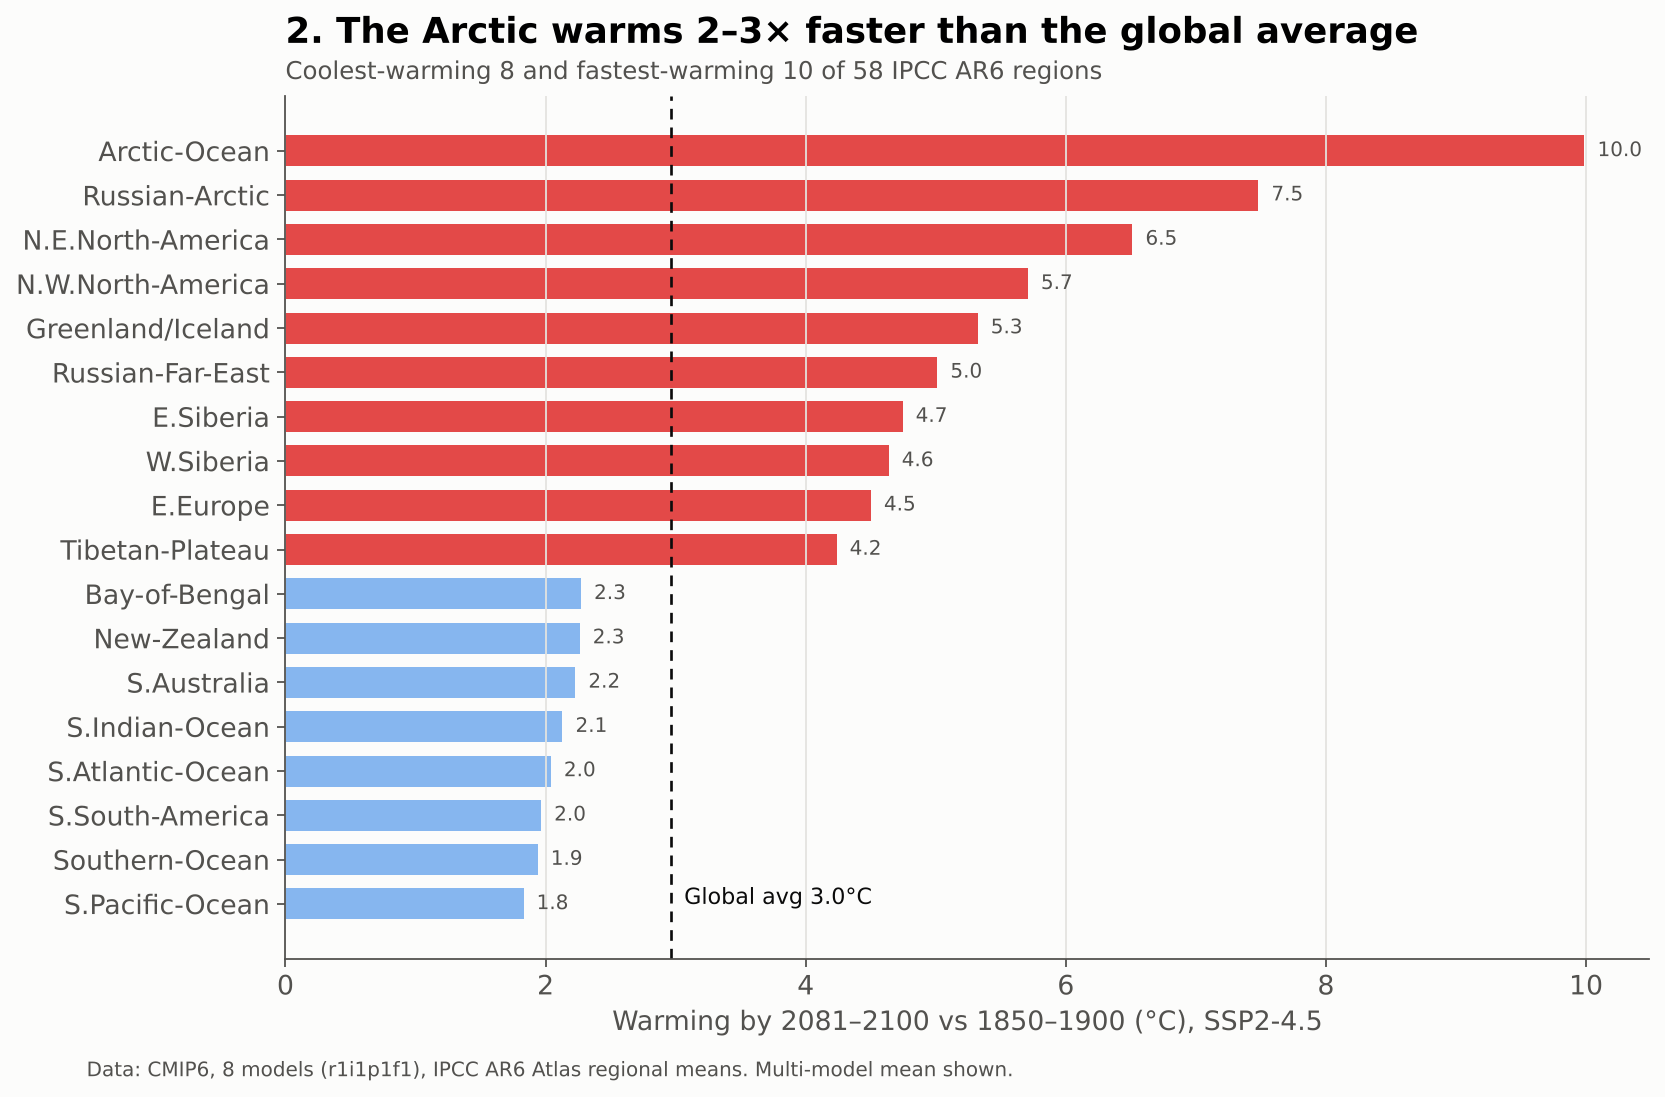 2. The Arctic warms 2–3× faster than the global average
Coolest-warming 8 and fastest-warming 10 of 58 IPCC AR6 regions
Arctic-Ocean 10.0
Russian-Arctic 7.5
N.E.North-America 6.5
N.W.North-America 5.7
Greenland/Iceland 5.3
Russian-Far-East 5.0
E.Siberia 4.7
W.Siberia 4.6
E.Europe 4.5
Tibetan-Plateau 4.2
Bay-of-Bengal 2.3
New-Zealand 2.3
S.Australia 2.2
S.Indian-Ocean 2.1
S.Atlantic-Ocean 2.0
S.South-America 2.0
Southern-Ocean 1.9
S.Pacific-Ocean 1.8 Global avg 3.0°C
0 2 4 6 8 10
Warming by 2081–2100 vs 1850–1900 (°C), SSP2-4.5
Data: CMIP6, 8 models (r1i1p1f1), IPCC AR6 Atlas regional means. Multi-model mean shown.